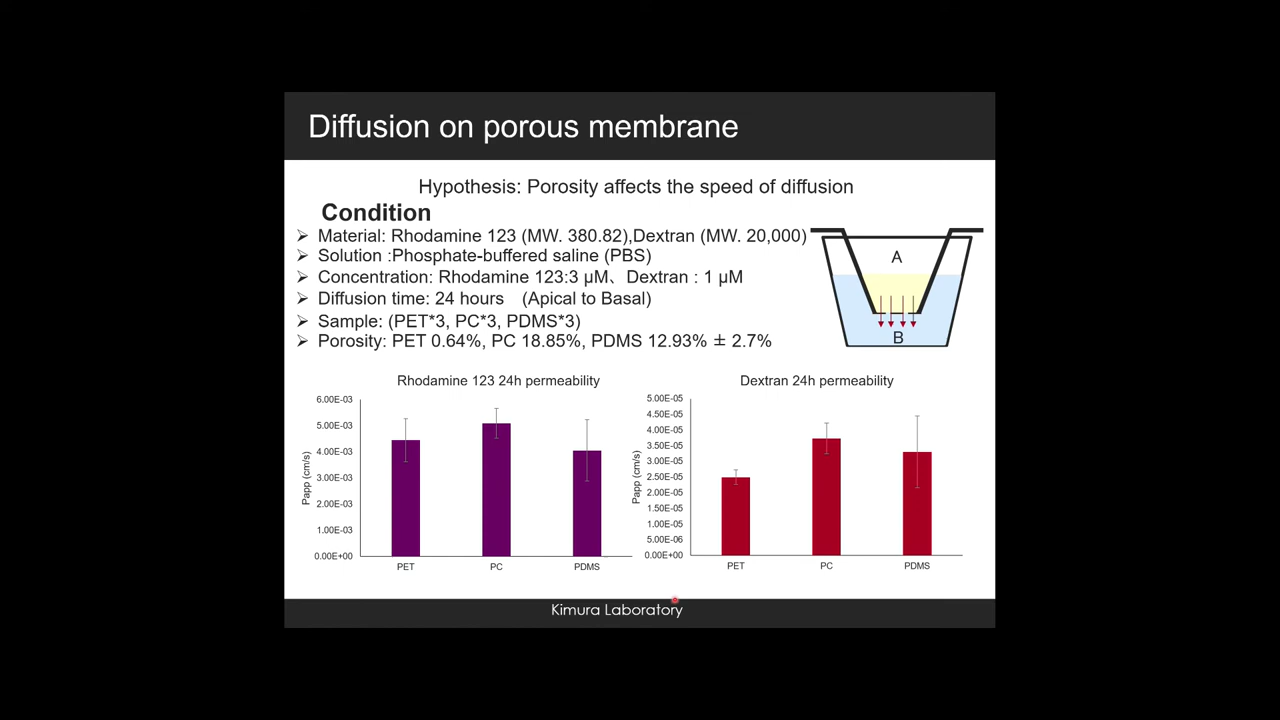 Diffusion on porous membrane
Hypothesis: Porosity affects the speed of diffusion
Condition
➢ Material: Rhodamine 123 (MW. 380.82),Dextran (MW. 20,000)
➢ Solution :Phosphate-buffered saline (PBS)
➢ Concentration: Rhodamine 123:3 μM、Dextran : 1 μM
➢ Diffusion time: 24 hours (Apical to Basal)
➢ Sample: (PET*3, PC*3, PDMS*3)
➢ Porosity: PET 0.64%, PC 18.85%, PDMS 12.93% ± 2.7%
A
B
Rhodamine 123 24h permeability
Papp (cm/s)
6.00E-03
5.00E-03
4.00E-03
3.00E-03
2.00E-03
1.00E-03
0.00E+00
PET PC PDMS
Dextran 24h permeability
Papp (cm/s)
5.00E-05
4.50E-05
4.00E-05
3.50E-05
3.00E-05
2.50E-05
2.00E-05
1.50E-05
1.00E-05
5.00E-06
0.00E+00
PET PC PDMS
Kimura Laboratory